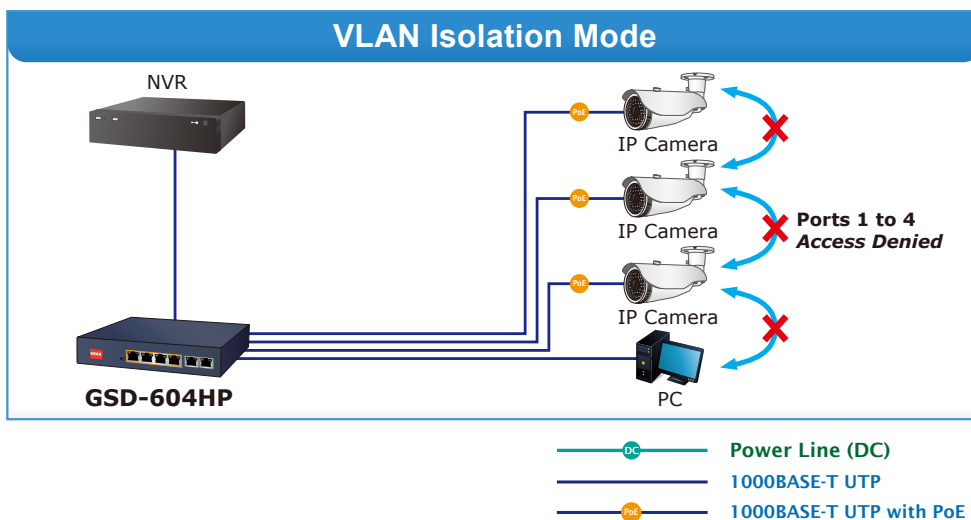 VLAN Isolation Mode
NVR
PoE
IP Camera
PoE
IP Camera
Ports 1 to 4
Access Denied
PoE
IP Camera
GSD-604HP
PC
DC
Power Line (DC)
1000BASE-T UTP
PoE
1000BASE-T UTP with PoE